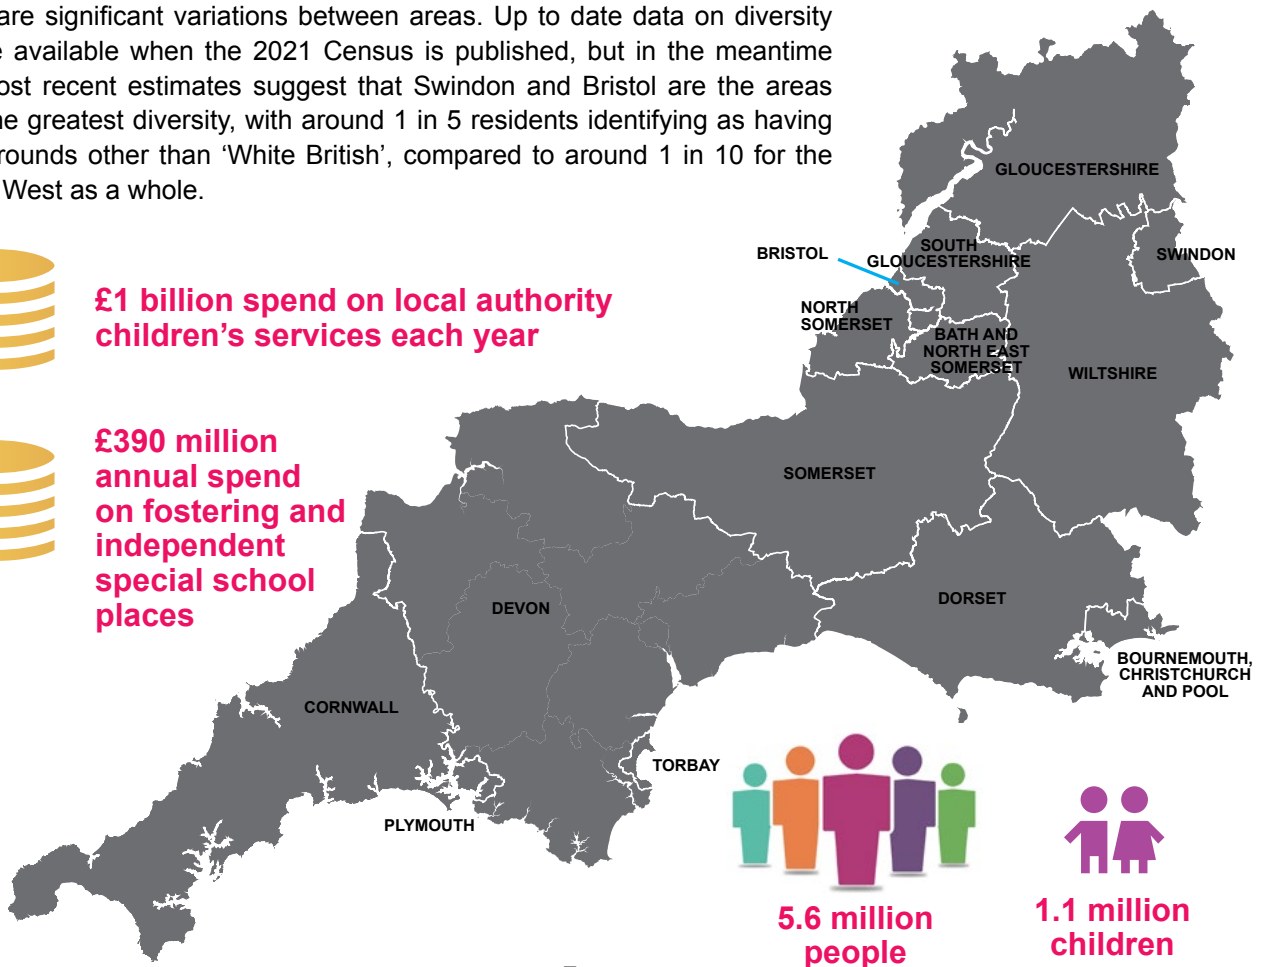 are significant variations between areas. Up to date data on diversity
available when the 2021 Census is published, but in the meantime
recent estimates suggest that Swindon and Bristol are the areas
greatest diversity, with around 1 in 5 residents identifying as having
other than ‘White British’, compared to around 1 in 10 for the
West as a whole.
£1 billion spend on local authority
children’s services each year
£390 million
annual spend
on fostering and
independent
special school
places
GLOUCESTERSHIRE
SOUTH
GLOUCESTERSHIRE
BRISTOL
SWINDON
NORTH
SOMERSET
BATH AND
NORTH EAST
SOMERSET
WILTSHIRE
SOMERSET
DEVON
DORSET
BOURNEMOUTH,
CHRISTCHURCH
AND POOL
CORNWALL
TORBAY
PLYMOUTH
5.6 million
people
1.1 million
children